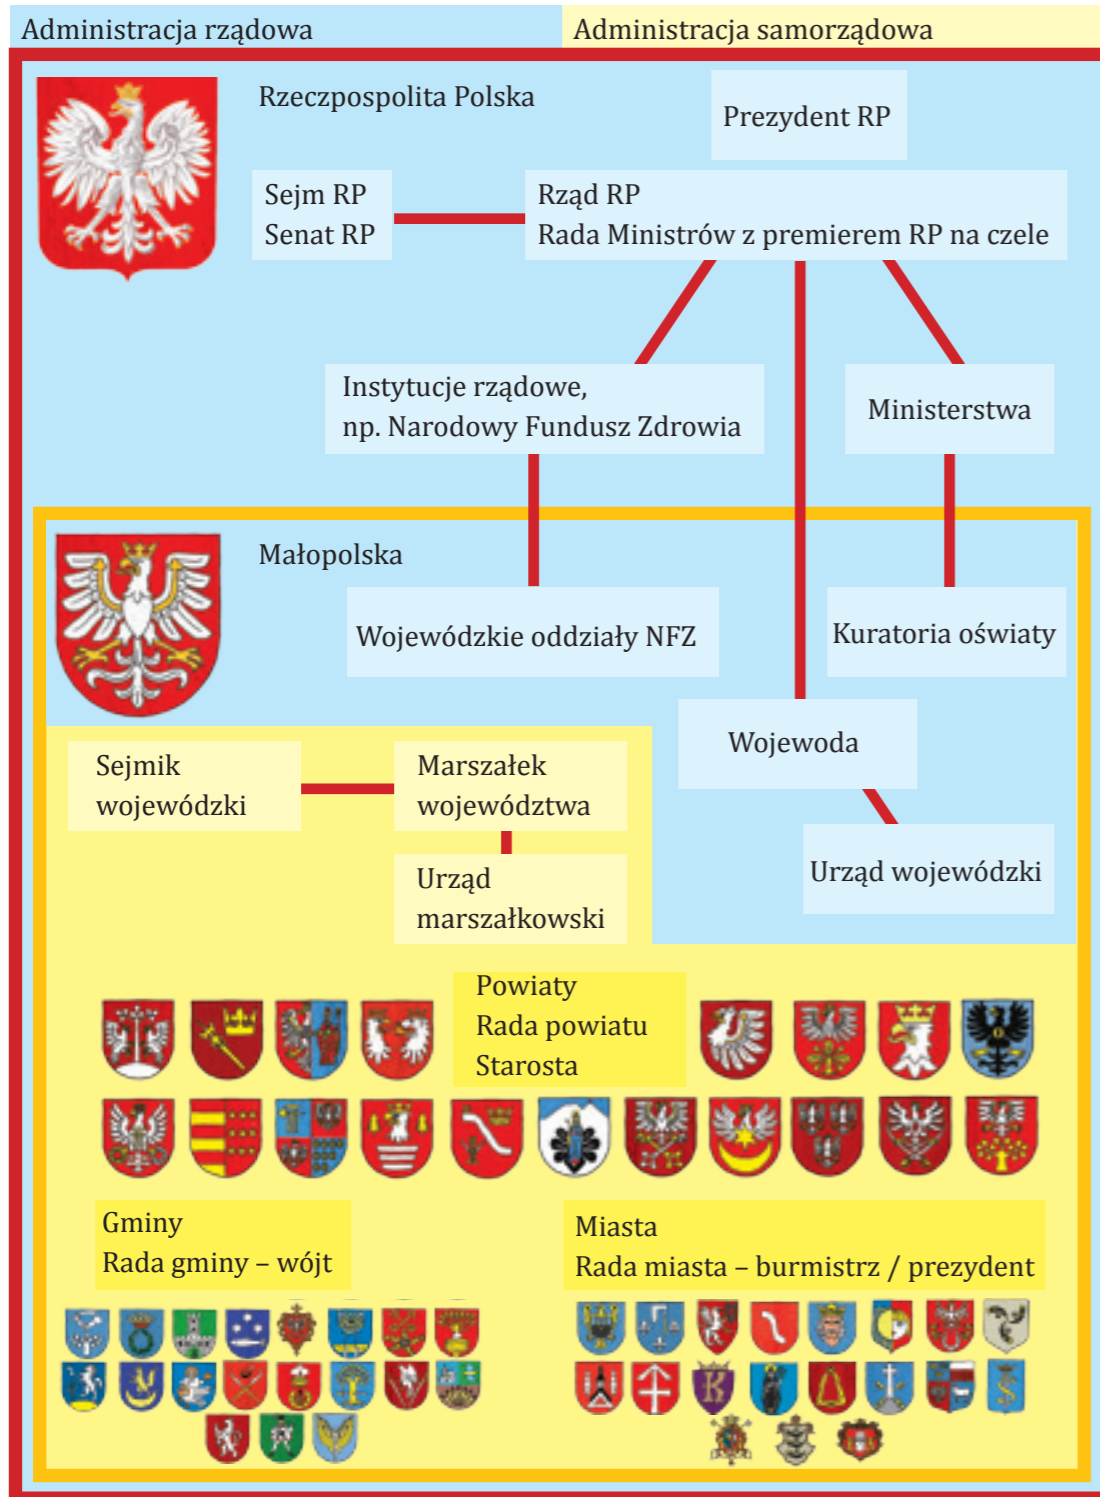 Administracja rządowa
Administracja samorządowa
Rzeczpospolita Polska
Prezydent RP
Sejm RP
Senat RP
Rząd RP
Rada Ministrów z premierem RP na czele
Instytucje rządowe,
np. Narodowy Fundusz Zdrowia
Ministerstwa
Małopolska
Wojewódzkie oddziały NFZ
Kuratoria oświaty
Wojewoda
Sejmik
wojewódzki
Marszałek
województwa
Urząd wojewódzki
Urząd
marszałkowski
Powiaty
Rada powiatu
Starosta
Gminy
Rada gminy – wójt
Miasta
Rada miasta – burmistrz / prezydent